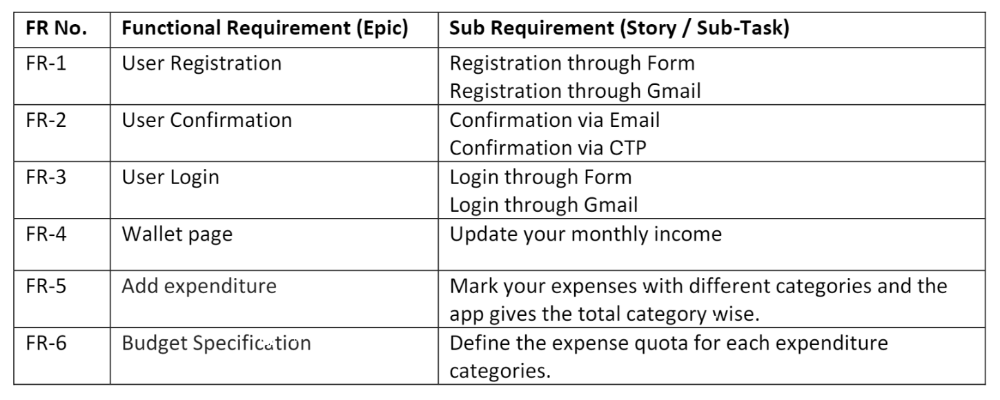 FR No. Functional Requirement (Epic) Sub Requirement (Story / Sub-Task)
FR-1 User Registration Registration through Form
Registration through Gmail
FR-2 User Confirmation Confirmation via Email
Confirmation via CTP
FR-3 User Login Login through Form
Login through Gmail
FR-4 Wallet page Update your monthly income
FR-5 Add expenditure Mark your expenses with different categories and the
app gives the total category wise.
FR-6 Budget Specification Define the expense quota for each expenditure
categories.